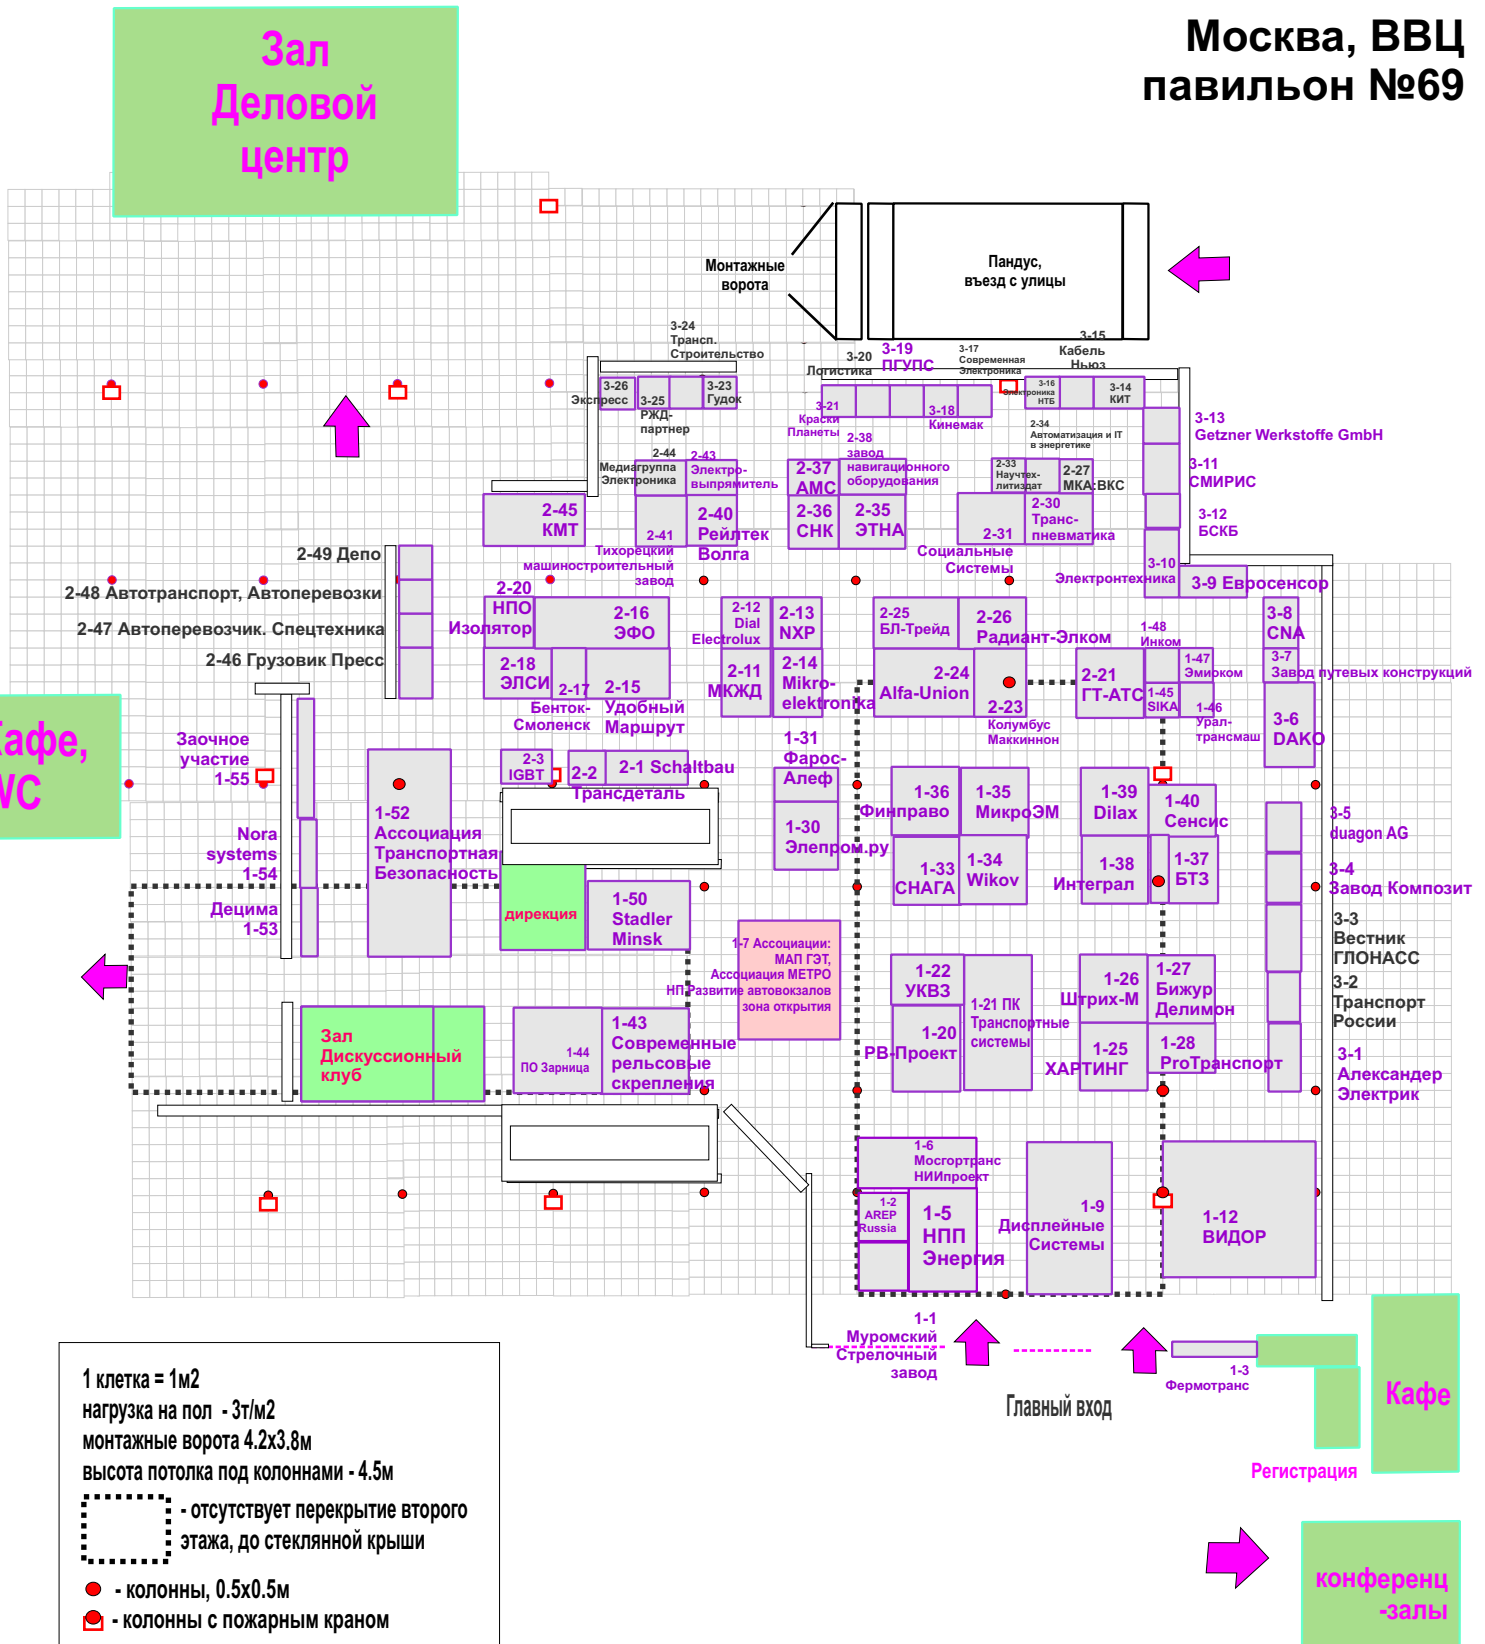 Москва, ВВЦ
павильон №69
Зал
Деловой
центр
Монтажные
ворота
Пандус,
въезд с улицы
3-24
Трансп.
Строительство
3-20
Логистика
3-19
ПГУПС
3-17
Современная
Электроника
3-15
Кабель
Ньюз
3-26
Экспресс
3-25
РЖД-
партнер
3-23
Гудок
3-21
Краски
Планеты
3-18
Кинемак
3-16
Электроника
НТБ
3-14
КИТ
3-13
Getzner Werkstoffe GmbH
2-44
Медиагруппа
Электроника
2-43
Электро-
выпрямитель
2-37
АМС
2-38
завод
навигационного
оборудования
2-34
Автоматизация и IT
в энергетике
2-33
Научтех-
литиздат
2-27
МКА:ВКС
3-11
СМИРИС
3-12
БСКБ
2-45
КМТ
2-41
Тихорецкий
машиностроительный
завод
2-40
Рейлтек
Волга
2-36
СНК
2-35
ЭТНА
2-31
Социальные
Системы
2-30
Транс-
пневматика
3-10
Электронтехника
3-9 Евросенсор
2-49 Депо
2-48 Автотранспорт, Автоперевозки
2-47 Автоперевозчик. Спецтехника
2-46 Грузовик Пресс
2-20
НПО
Изолятор
2-16
ЭФО
2-12
Dial
Electrolux
2-13
NXP
2-25
БЛ-Трейд
2-26
Радиант-Элком
1-48
Инком
3-8
CNA
3-7
Завод путевых конструкций
2-18
ЭЛСИ
2-17
Бенток-
Смоленск
2-15
Удобный
Маршрут
2-11
МКЖД
2-14
Mikro-
elektronika
2-24
Alfa-Union
2-23
Колумбус
Маккиннон
2-21
ГТ-АТС
1-47
Эмирком
1-45
SIKA
1-46
Урал-
трансмаш
3-6
DAKO
Кафе,
WC
Заочное
участие
1-55
Nora
systems
1-54
Децима
1-53
1-52
Ассоциация
Транспортная
Безопасность
2-3
IGBT
2-2
Трансдеталь
2-1 Schaltbau
1-31
Фарос-
Алеф
1-30
Элепром.ру
1-36
Финправо
1-35
МикроЭМ
1-39
Dilax
1-40
Сенсис
3-5
duagon AG
1-33
СНАГА
1-34
Wikov
1-38
Интеграл
1-37
БТЗ
3-4
Завод Композит
дирекция
1-50
Stadler
Minsk
1-7 Ассоциации:
МАП ГЭТ,
Ассоциация МЕТРО
НП Развитие автовокзалов
зона открытия
1-22
УКВЗ
1-21 ПК
Транспортные
системы
1-26
Штрих-М
1-27
Бижур
Делимон
3-3
Вестник
ГЛОНАСС
3-2
Транспорт
России
Зал
Дискуссионный
клуб
1-44
ПО Зарница
1-43
Современные
рельсовые
скрепления
1-20
РВ-Проект
1-25
ХАРТИНГ
1-28
ProТранспорт
3-1
Александер
Электрик
1-6
Мосгортранс
НИИпроект
1-2
AREP
Russia
1-5
НПП
Энергия
1-9
Дисплейные
Системы
1-12
ВИДОР
1-1
Муромский
Стрелочный
завод
Главный вход
1-3
Фермотранс
Кафе
Регистрация
конференц
-залы
1 клетка = 1м2
нагрузка на пол - 3т/м2
монтажные ворота 4.2х3.8м
высота потолка под колоннами - 4.5м
- отсутствует перекрытие второго
этажа, до стеклянной крыши
- колонны, 0.5х0.5м
- колонны с пожарным краном